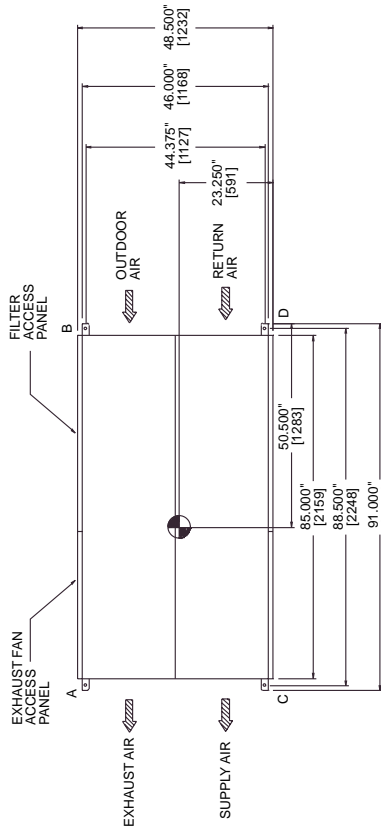 EXHAUST FAN
ACCESS
PANEL
FILTER
ACCESS
PANEL
A
B
C
D
EXHAUST AIR
SUPPLY AIR
OUTDOOR
AIR
RETURN
AIR
48.500"
[1232]
46.000"
[1168]
44.375"
[1127]
23.250"
[591]
50.500"
[1283]
85.000"
[2159]
88.500"
[2248]
91.000"